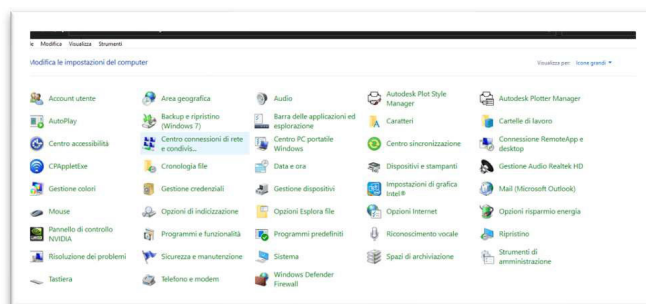 Modifica Visualizza Strumenti
Modifica le impostazioni del computer
Visualizza per: Icone grandi
Account utente
Area geografica
Audio
Autodesk Plot Style
Manager
Autodesk Plotter Manager
AutoPlay
Backup e ripristino
(Windows 7)
Barra delle applicazioni ed
esplorazione
Caratteri
Cartelle di lavoro
Centro accessibilità
Centro connessioni di rete
e condivis...
Centro PC portatile
Windows
Centro sincronizzazione
Connessione RemoteApp e
desktop
CPAppletExe
Cronologia file
Data e ora
Dispositivi e stampanti
Gestione Audio Realtek HD
Gestione colori
Gestione credenziali
Gestione dispositivi
Impostazioni di grafica
Intel®
Mail (Microsoft Outlook)
Mouse
Opzioni di indicizzazione
Opzioni Esplora file
Opzioni Internet
Opzioni risparmio energia
Pannello di controllo
NVIDIA
Programmi e funzionalità
Programmi predefiniti
Riconoscimento vocale
Ripristino
Risoluzione dei problemi
Sicurezza e manutenzione
Sistema
Spazi di archiviazione
Strumenti di
amministrazione
Tastiera
Telefono e modem
Windows Defender
Firewall